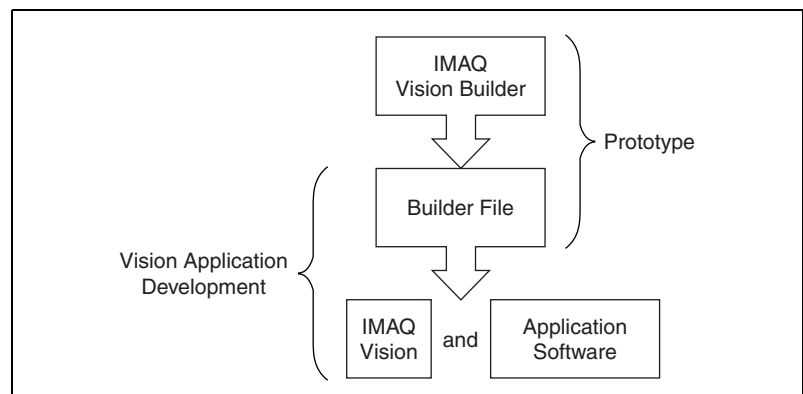 IMAQ
Vision Builder
Prototype
Builder File
Vision Application
Development
IMAQ
Vision
and
Application
Software